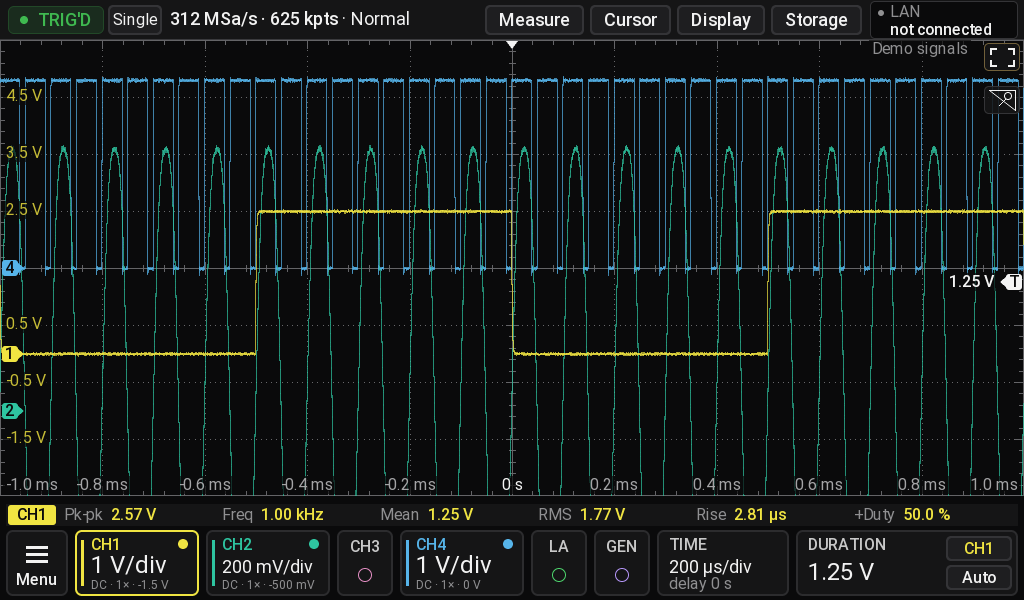 TRIG'D Single 312 MSa/s · 625 kpts · Normal Measure Cursor Display Storage LAN
not connected
Demo signals
4.5 V
3.5 V
2.5 V
4
1.25 V T
0.5 V
1
-0.5 V
2
-1.5 V
-1.0 ms -0.8 ms -0.6 ms -0.4 ms -0.2 ms 0 s 0.2 ms 0.4 ms 0.6 ms 0.8 ms 1.0 ms
CH1 Pk-pk 2.57 V Freq 1.00 kHz Mean 1.25 V RMS 1.77 V Rise 2.81 µs +Duty 50.0 %
Menu
CH1
1 V/div
DC · 1× · -1.5 V
CH2
200 mV/div
DC · 1× · -500 mV
CH3
CH4
1 V/div
DC · 1× · 0 V
LA
GEN
TIME
200 µs/div
delay 0 s
DURATION
1.25 V
CH1
Auto